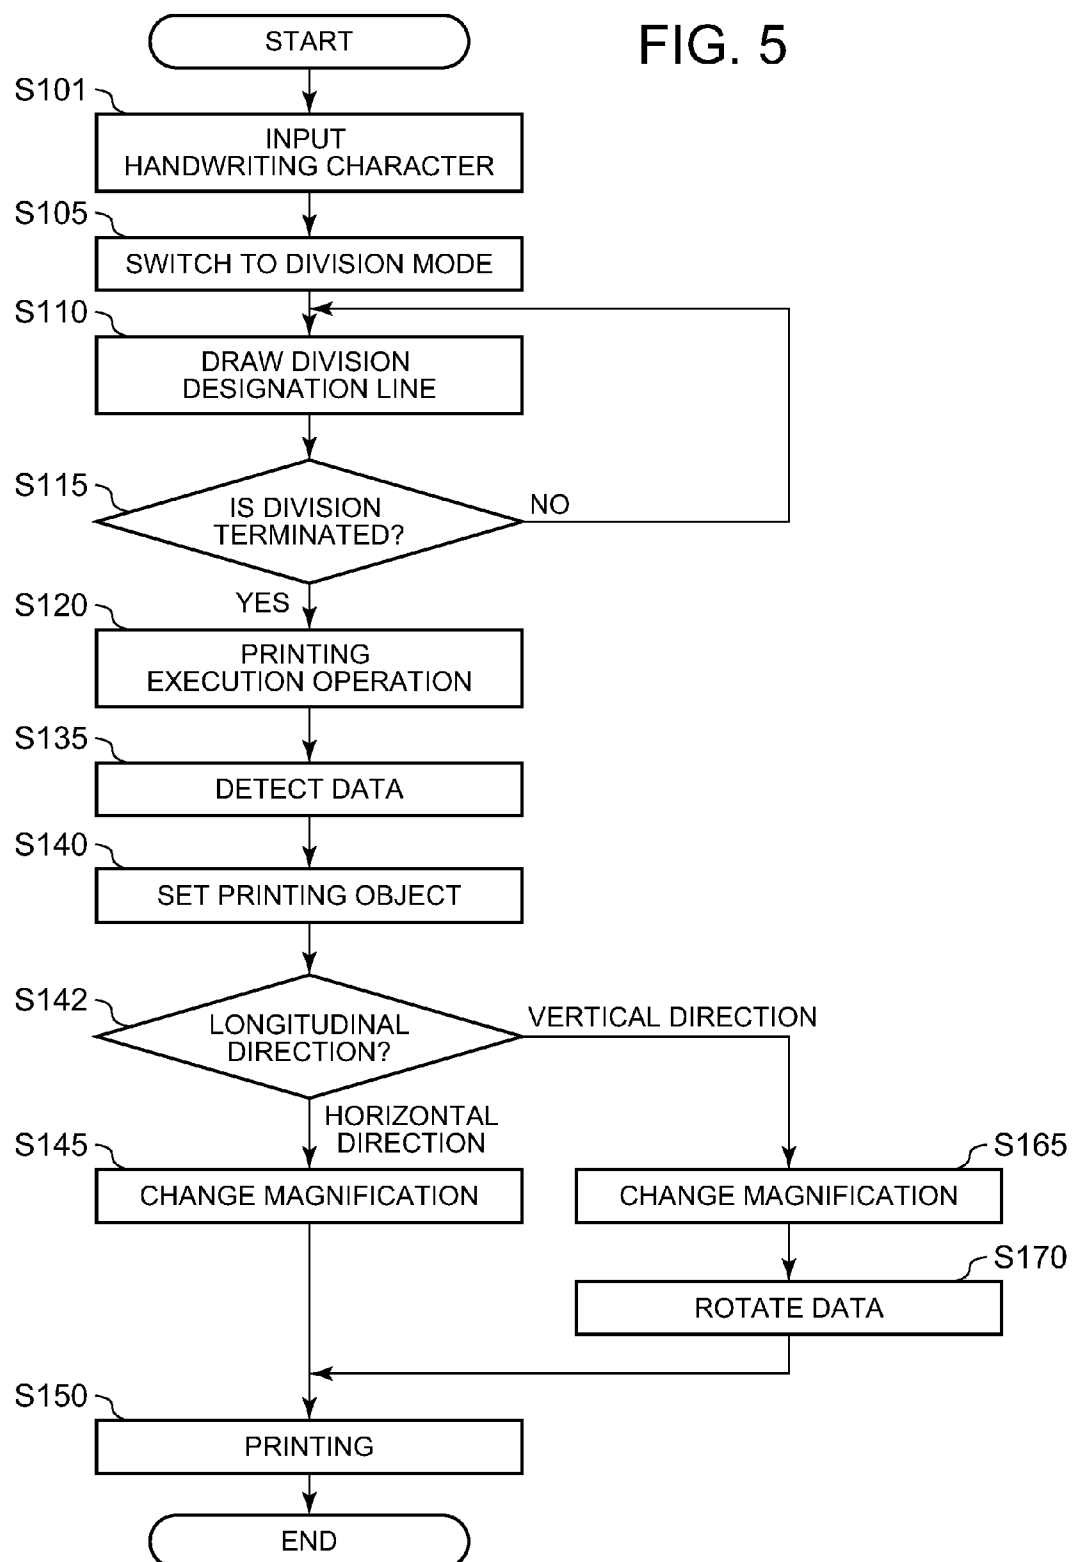 START
FIG. 5
S101
INPUT
HANDWRITING CHARACTER
S105
SWITCH TO DIVISION MODE
S110
DRAW DIVISION
DESIGNATION LINE
S115
IS DIVISION
TERMINATED?
NO
YES
S120
PRINTING
EXECUTION OPERATION
S135
DETECT DATA
S140
SET PRINTING OBJECT
S142
LONGITUDINAL
DIRECTION?
VERTICAL DIRECTION
HORIZONTAL
DIRECTION
S145
CHANGE MAGNIFICATION
S165
CHANGE MAGNIFICATION
S170
ROTATE DATA
S150
PRINTING
END